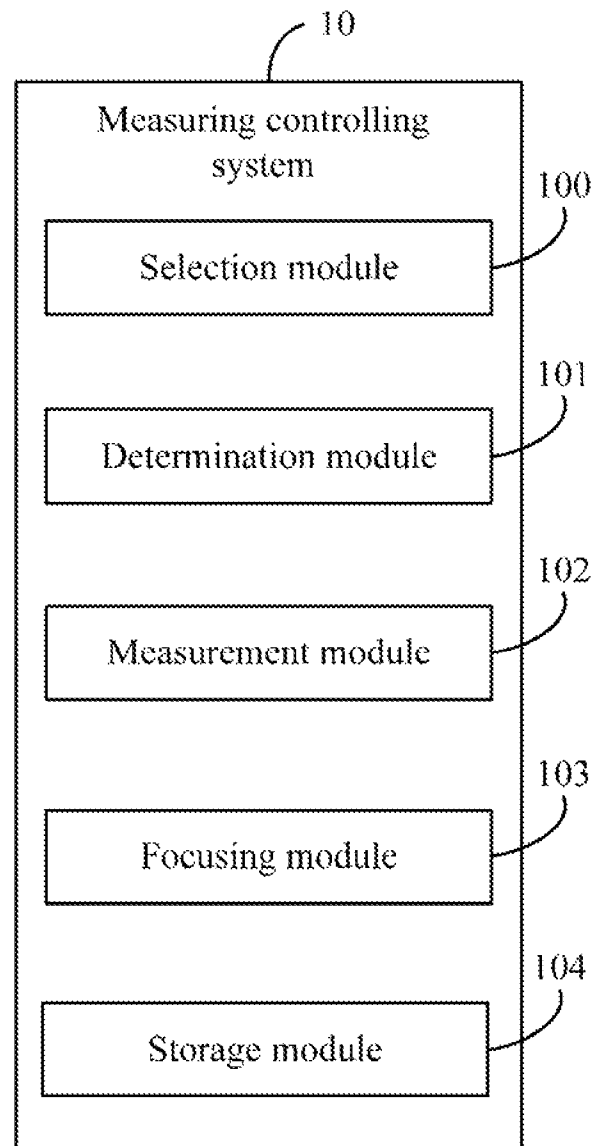 10
Measuring controlling
system
100
Selection module
101
Determination module
102
Measurement module
103
Focusing module
104
Storage module